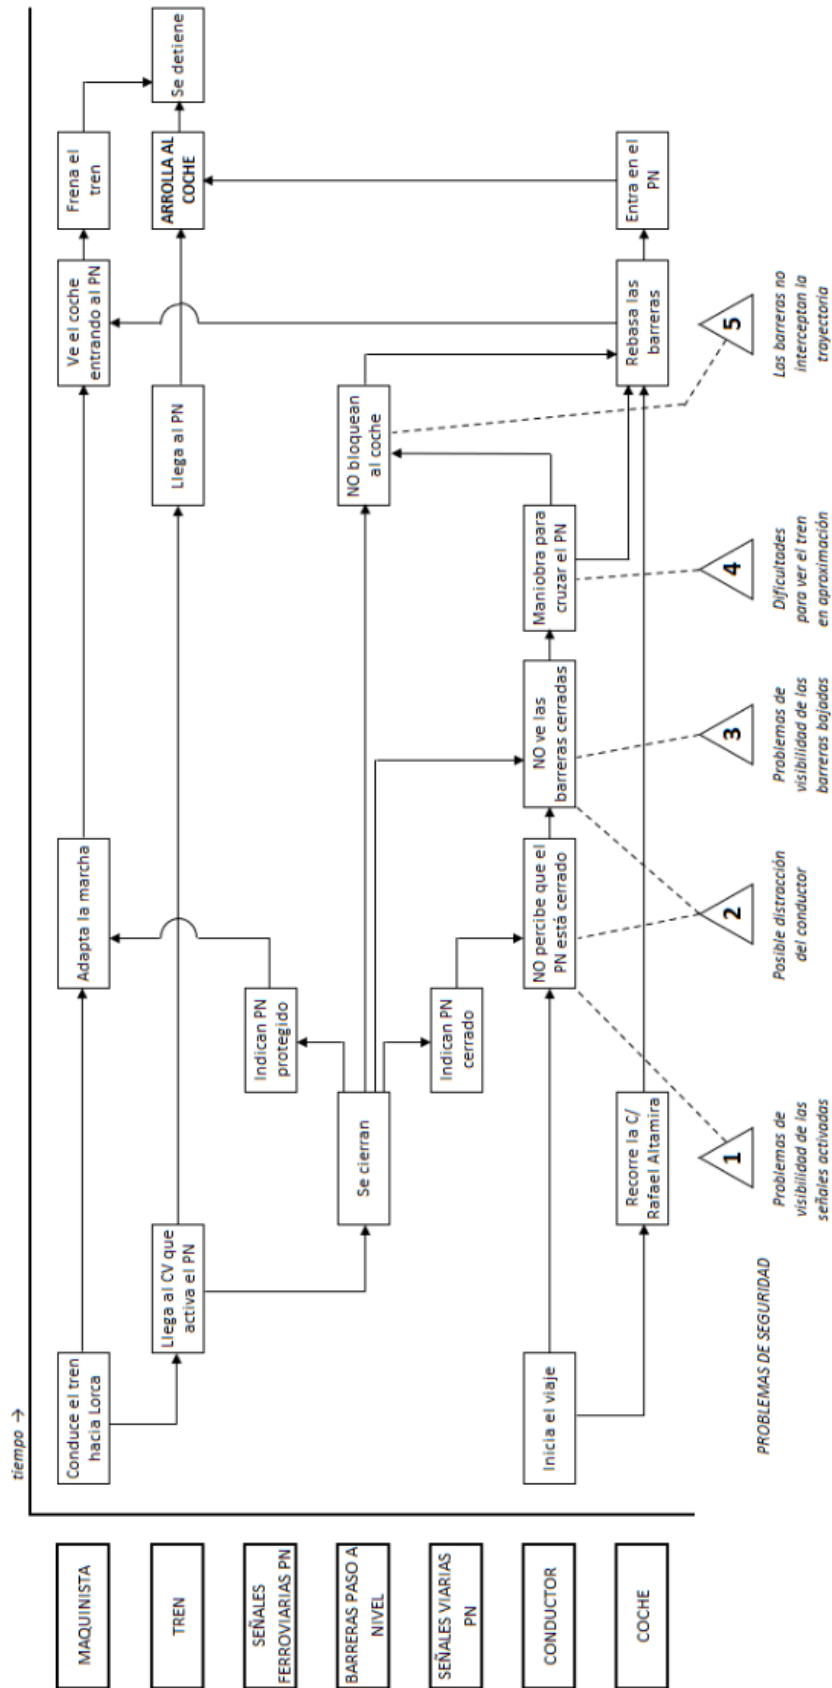 tiempo →
MAQUINISTA
Conduce el tren
hacia Lorca
Adapta la marcha
Ve el coche
entrando al PN
Frena el
tren
TREN
Llega al CV que
activa el PN
Llega al PN
ARROLLA AL
COCHE
Se detiene
SEÑALES
FERROVIARIAS PN
Indican PN
protegido
BARRERAS PASO A
NIVEL
Se cierran
NO bloquean
al coche
SEÑALES VIARIAS
PN
Indican PN
cerrado
CONDUCTOR
Inicia el viaje
NO percibe que el
PN está cerrado
NO ve las
barreras cerradas
Maniobra para
cruzar el PN
COCHE
Recorre la C/
Rafael Altamira
Rebasa las
barreras
Entra en el
PN
PROBLEMAS DE SEGURIDAD
1
Problemas de
visibilidad de las
señales activadas
2
Posible distracción
del conductor
3
Problemas de
visibilidad de las
barreras bajadas
4
Dificultades
para ver el tren
en aproximación
5
Las barreras no
interceptan la
trayectoria